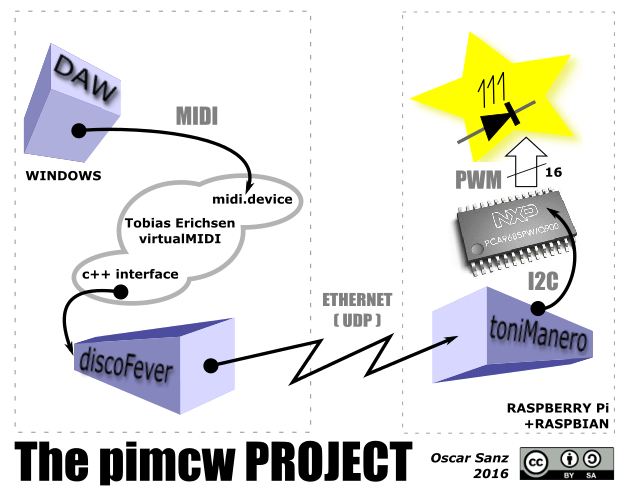 DAW
MIDI
WINDOWS
midi.device
Tobias Erichsen
virtualMIDI
c++ interface
discoFever
ETHERNET
( UDP )
PWM
16
NXP
PCA9685PW/Q900
I2C
toniManero
RASPBERRY Pi
+RASPBIAN
The pimcw PROJECT
Oscar Sanz
2016
cc
BY SA